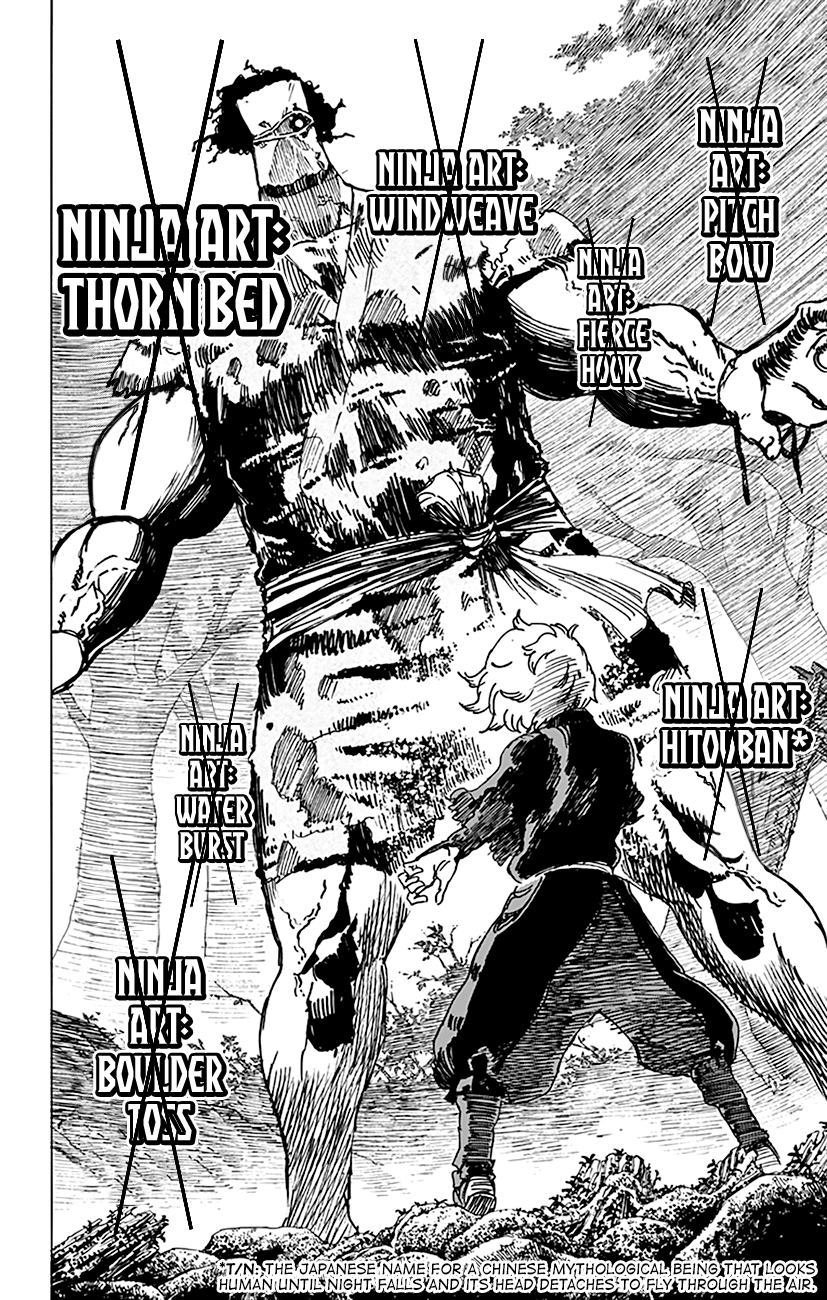 NINJA
ART:
PITCH
BOW
NINJA ART:
WINDWEAVE
NINJA
ART:
FIERCE
HOOK
NINJA ART:
THORN BED
NINJA ART:
HITOUBAN*
NINJA
ART:
WATER
BURST
NINJA
ART:
BOULDER
TOSS
*T/N: THE JAPANESE NAME FOR A CHINESE MYTHOLOGICAL BEING THAT LOOKS
HUMAN UNTIL NIGHT FALLS AND ITS HEAD DETACHES TO FLY THROUGH THE AIR.